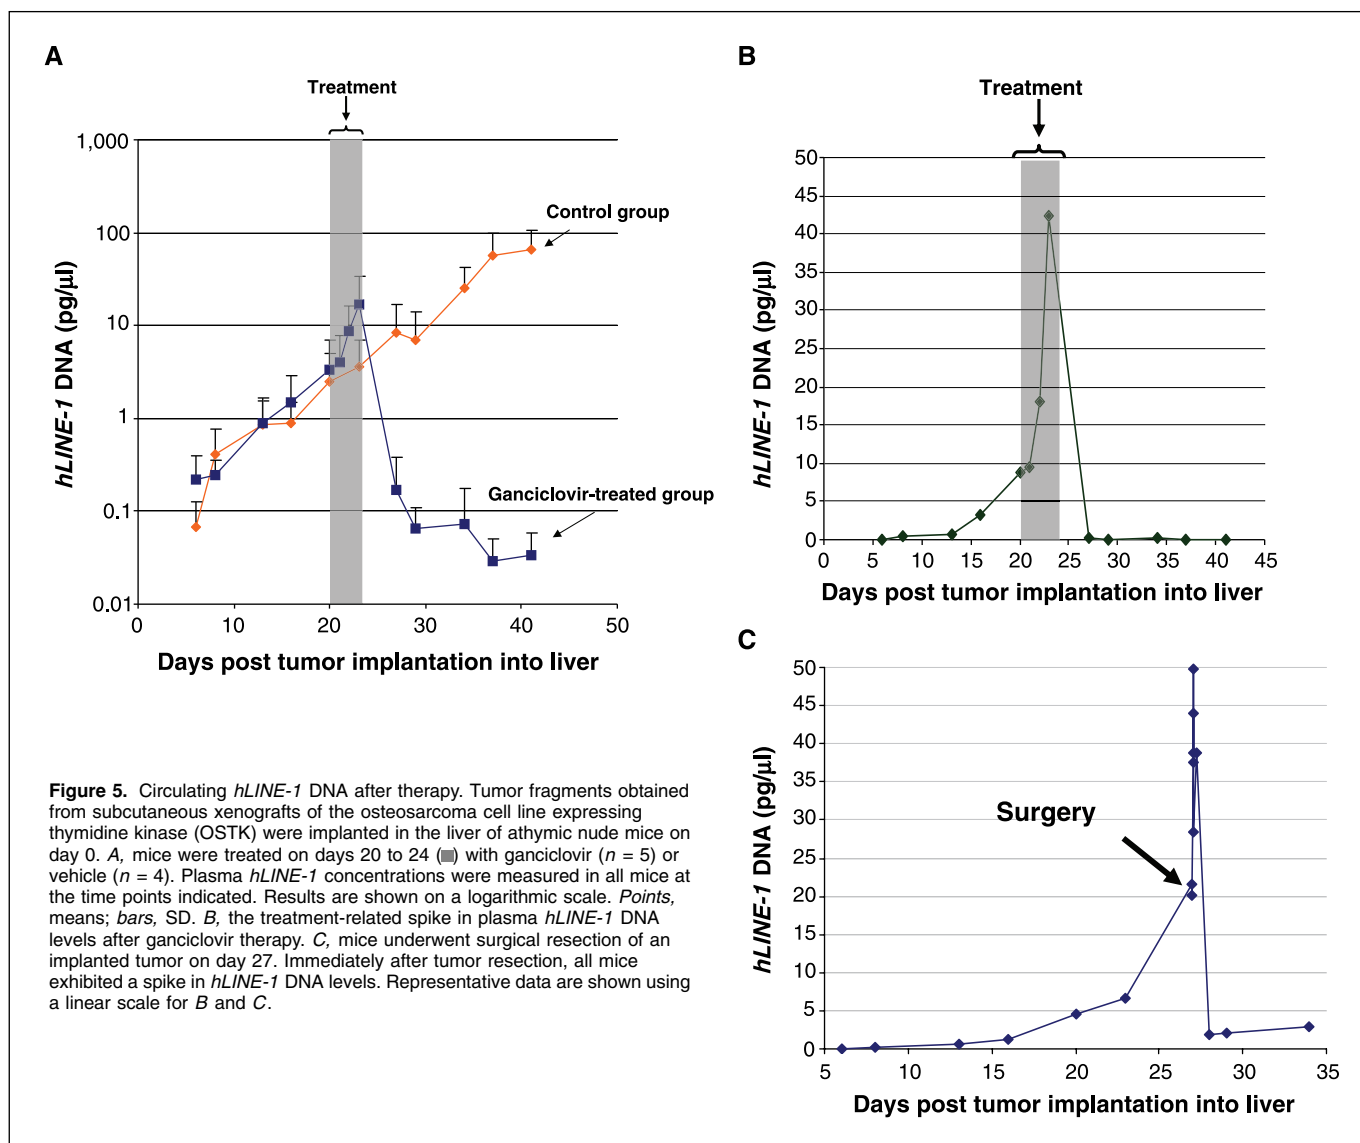 A
Treatment
1,000
100
10
1
0.1
0.01
hLINE-1 DNA (pg/µl)
Control group
Ganciclovir-treated group
0 10 20 30 40 50
Days post tumor implantation into liver
B
Treatment
50
45
40
35
30
25
20
15
10
5
0
hLINE-1 DNA (pg/µl)
0 5 10 15 20 25 30 35 40 45
Days post tumor implantation into liver
C
50
45
40
35
30
25
20
15
10
5
0
hLINE-1 DNA (pg/µl)
Surgery
5 10 15 20 25 30 35
Days post tumor implantation into liver
Figure 5. Circulating hLINE-1 DNA after therapy. Tumor fragments obtained
from subcutaneous xenografts of the osteosarcoma cell line expressing
thymidine kinase (OSTK) were implanted in the liver of athymic nude mice on
day 0. A, mice were treated on days 20 to 24 (■) with ganciclovir (n = 5) or
vehicle (n = 4). Plasma hLINE-1 concentrations were measured in all mice at
the time points indicated. Results are shown on a logarithmic scale. Points,
means; bars, SD. B, the treatment-related spike in plasma hLINE-1 DNA
levels after ganciclovir therapy. C, mice underwent surgical resection of an
implanted tumor on day 27. Immediately after tumor resection, all mice
exhibited a spike in hLINE-1 DNA levels. Representative data are shown using
a linear scale for B and C.